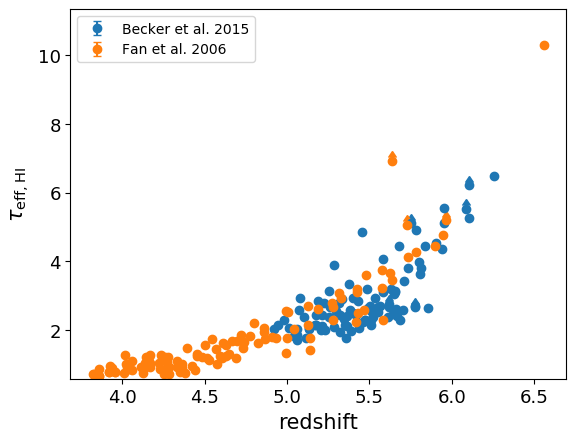 Becker et al. 2015
Fan et al. 2006
10
8
6
4
2
τeff, HI
4.0 4.5 5.0 5.5 6.0 6.5
redshift